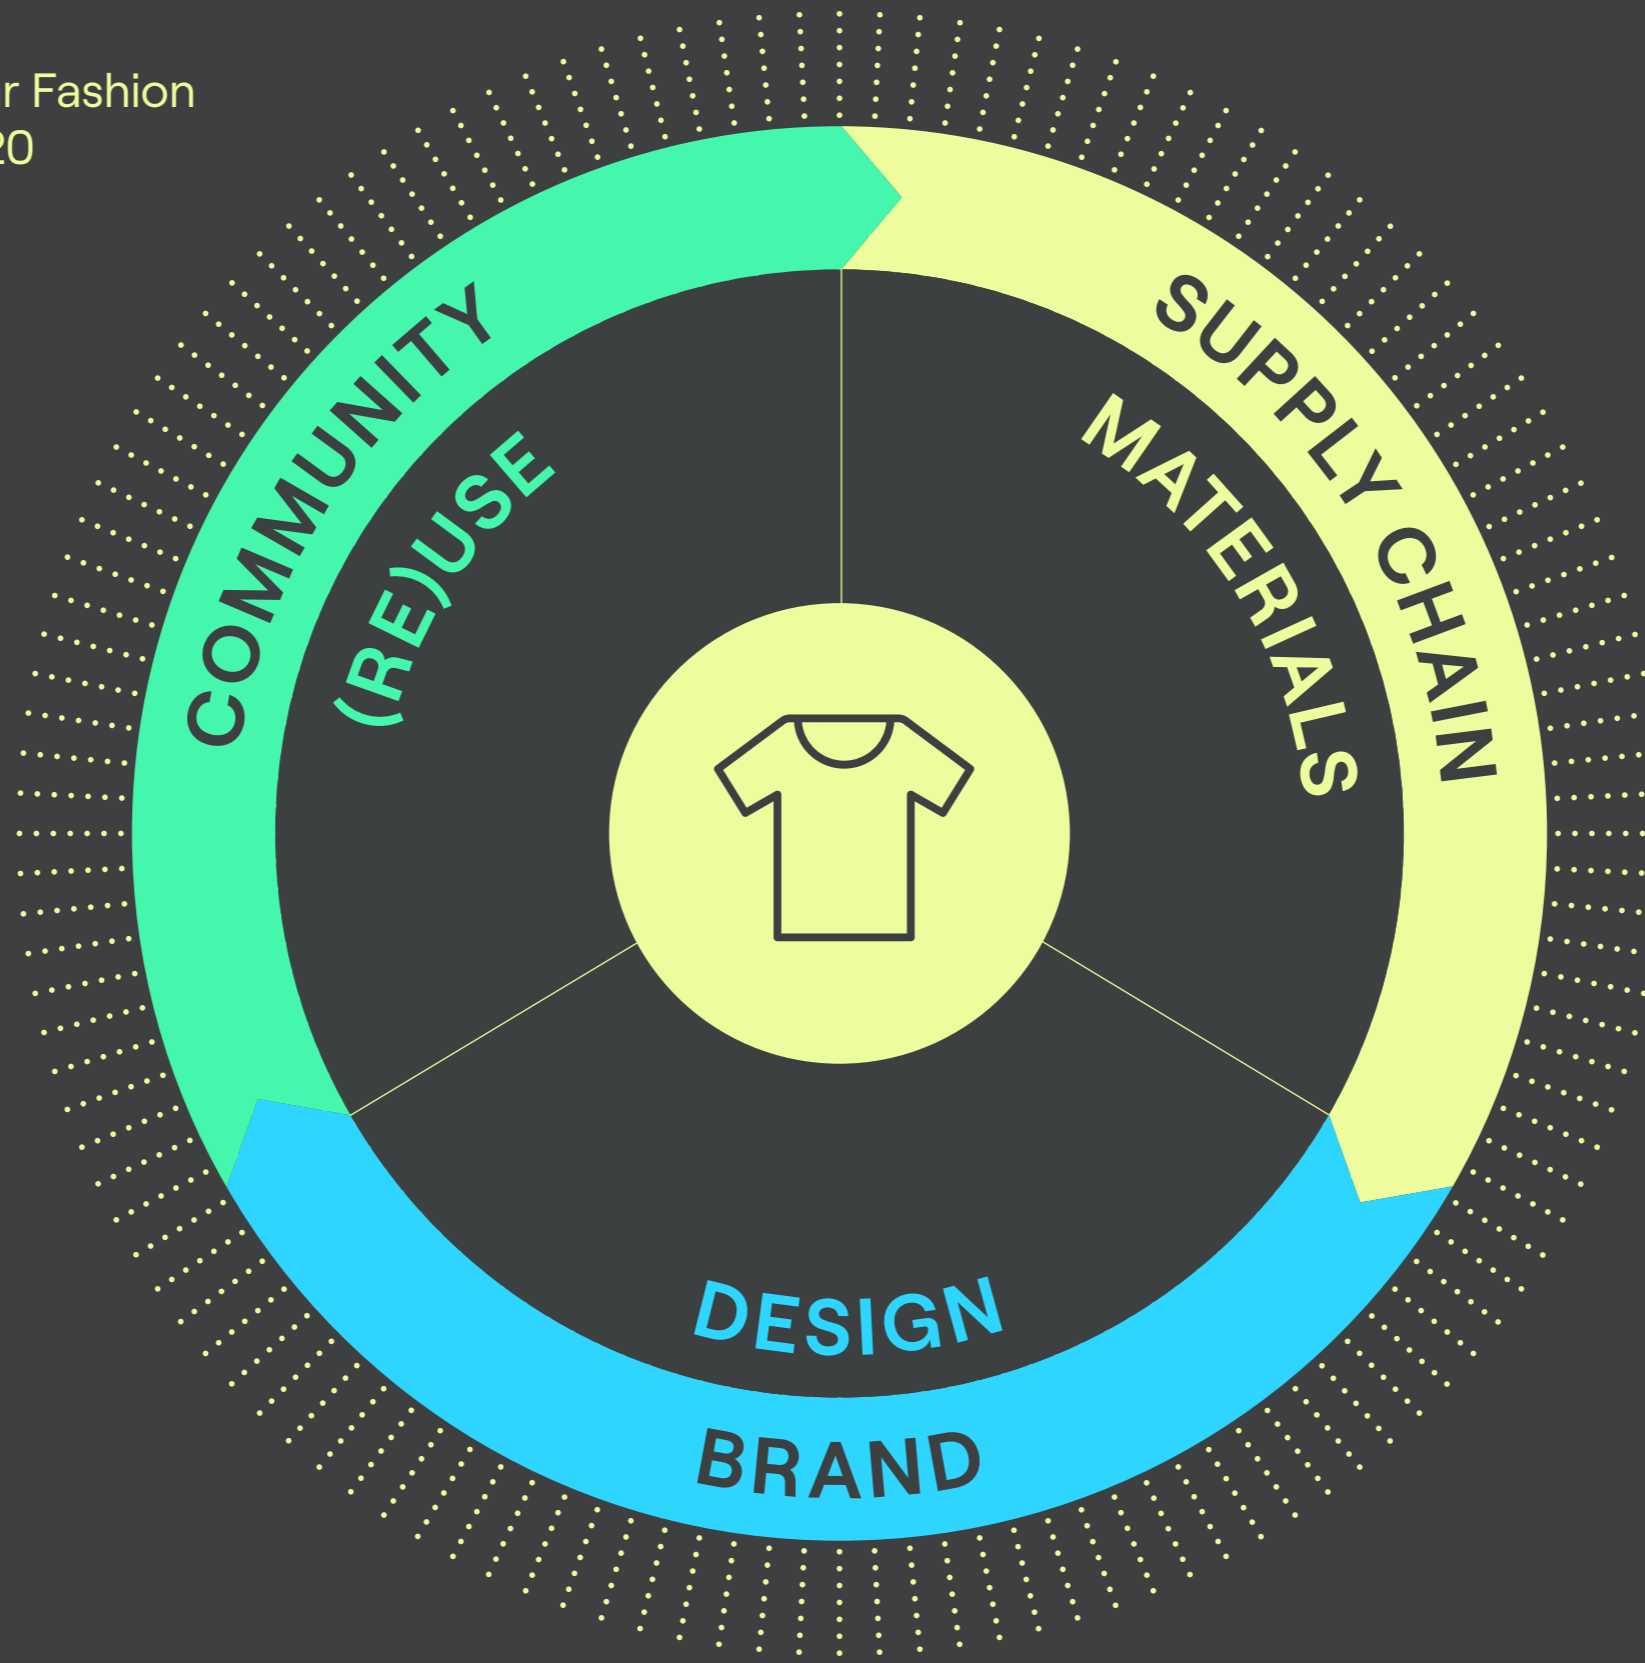 r Fashion
20
COMMUNITY
(RE)USE
SUPPLY CHAIN
MATERIALS
DESIGN
BRAND